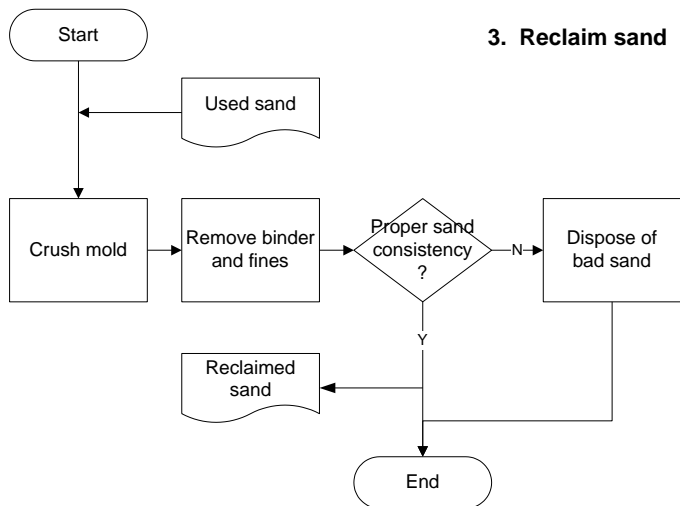 Start
3. Reclaim sand
Used sand
Crush mold
Remove binder
and fines
Proper sand
consistency
?
N
Dispose of
bad sand
Y
Reclaimed
sand
End